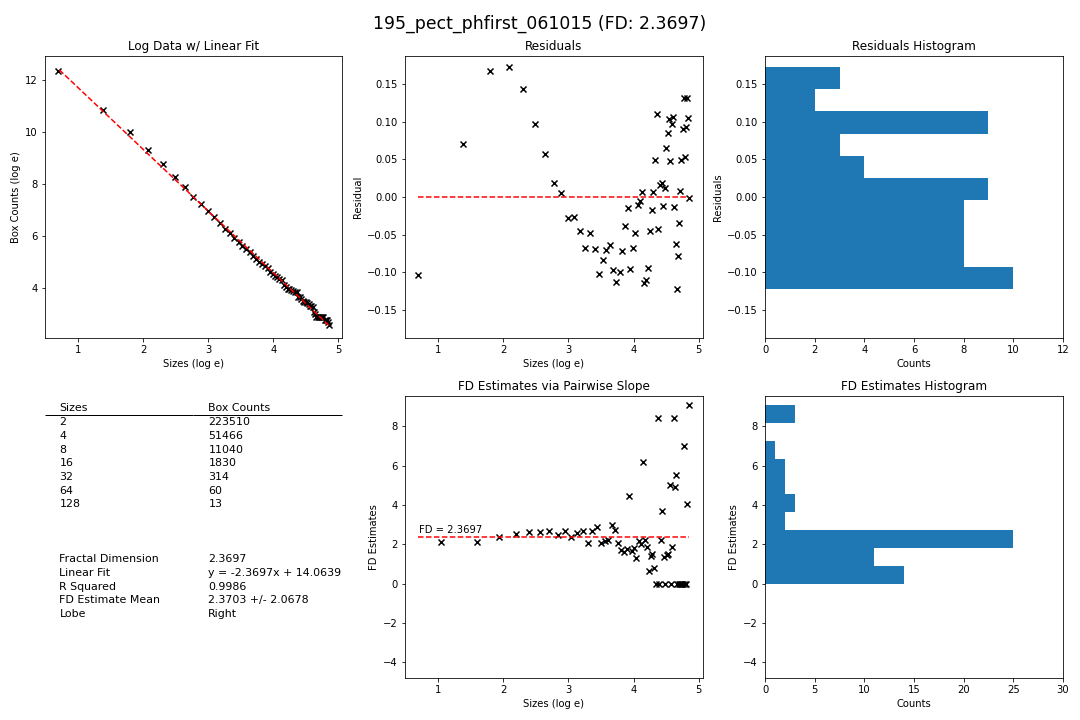 195_pect_phfirst_061015 (FD: 2.3697)
Log Data w/ Linear Fit
Box Counts (log e)
12
10
8
6
4
1 2 3 4 5
Sizes (log e)
Residuals
Residual
0.15
0.10
0.05
0.00
−0.05
−0.10
−0.15
1 2 3 4 5
Sizes (log e)
Residuals Histogram
Residuals
0.15
0.10
0.05
0.00
−0.05
−0.10
−0.15
0 2 4 6 8 10 12
Counts
Sizes Box Counts
2 223510
4 51466
8 11040
16 1830
32 314
64 60
128 13
Fractal Dimension 2.3697
Linear Fit y = -2.3697x + 14.0639
R Squared 0.9986
FD Estimate Mean 2.3703 +/- 2.0678
Lobe Right
FD Estimates via Pairwise Slope
FD Estimates
8
6
4
FD = 2.3697
2
0
−2
−4
1 2 3 4 5
Sizes (log e)
FD Estimates Histogram
FD Estimates
8
6
4
2
0
−2
−4
0 5 10 15 20 25 30
Counts